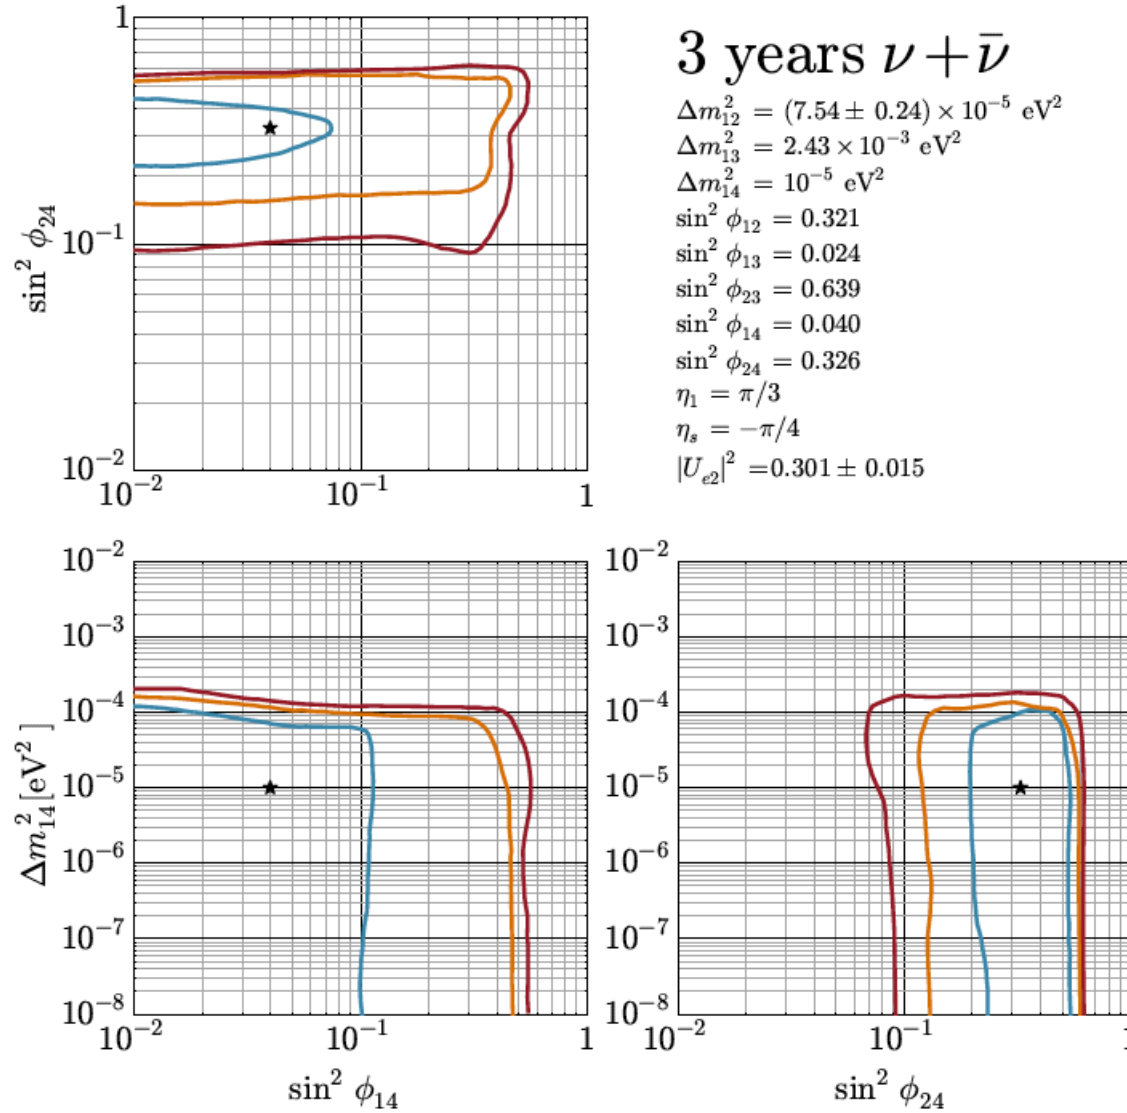 3 years ν + ν̄
Δm²₁₂ = (7.54 ± 0.24) × 10⁻⁵ eV²
Δm²₁₃ = 2.43 × 10⁻³ eV²
Δm²₁₄ = 10⁻⁵ eV²
sin² ϕ₁₂ = 0.321
sin² ϕ₁₃ = 0.024
sin² ϕ₂₃ = 0.639
sin² ϕ₁₄ = 0.040
sin² ϕ₂₄ = 0.326
η₁ = π/3
ηₛ = −π/4
|Uₑ₂|² =0.301 ± 0.015
1
10⁻¹
10⁻²
sin² ϕ₂₄
10⁻² 10⁻¹ 1
10⁻²
10⁻³
10⁻⁴
10⁻⁵
10⁻⁶
10⁻⁷
10⁻⁸
Δm²₁₄[eV²]
10⁻² 10⁻¹ 1
sin² ϕ₁₄
10⁻²
10⁻³
10⁻⁴
10⁻⁵
10⁻⁶
10⁻⁷
10⁻⁸
10⁻² 10⁻¹ 1
sin² ϕ₂₄